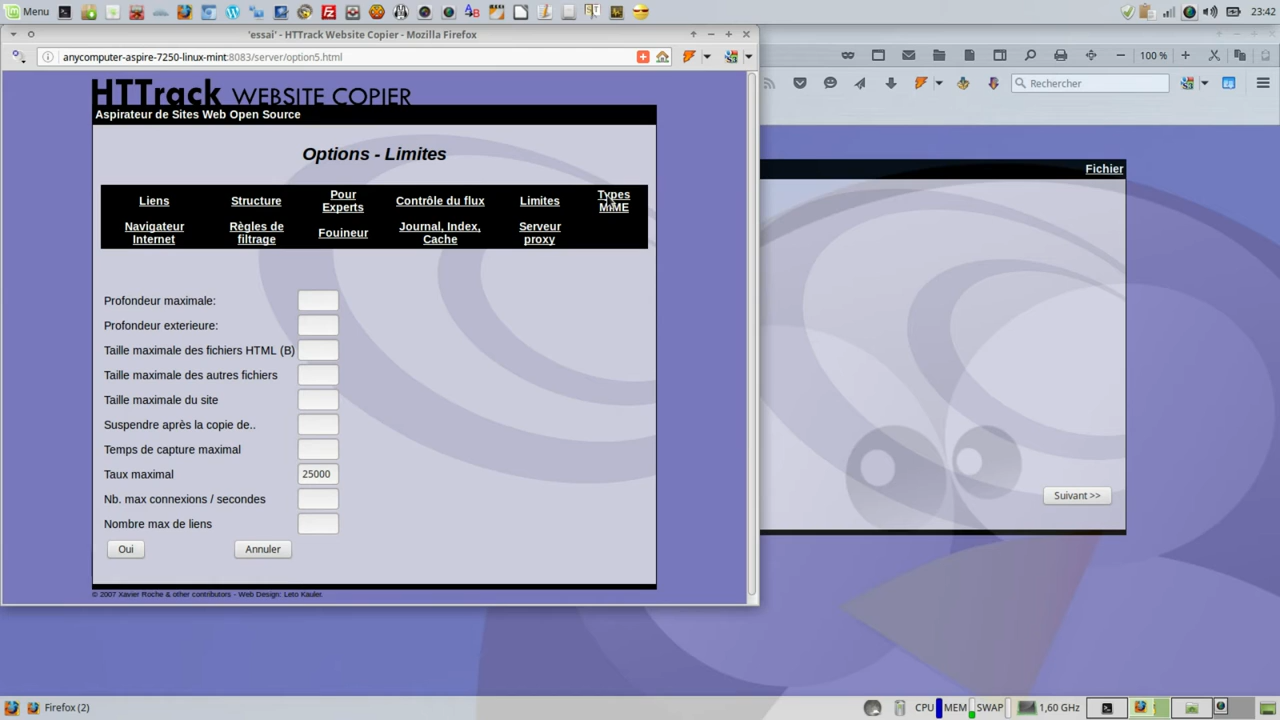 Menu
23:42
'essai' - HTTrack Website Copier - Mozilla Firefox
anycomputer-aspire-7250-linux-mint:8083/server/option5.html
100 %
Rechercher
HTTrack WEBSITE COPIER
Aspirateur de Sites Web Open Source
Options - Limites
Liens
Structure
Pour Experts
Contrôle du flux
Limites
Types MIME
Navigateur Internet
Règles de filtrage
Fouineur
Journal, Index, Cache
Serveur proxy
Fichier
Profondeur maximale:
Profondeur exterieure:
Taille maximale des fichiers HTML (B)
Taille maximale des autres fichiers
Taille maximale du site
Suspendre après la copie de..
Temps de capture maximal
Taux maximal 25000
Nb. max connexions / secondes
Nombre max de liens
Oui Annuler
Suivant >>
© 2007 Xavier Roche & other contributors - Web Design: Leto Kauler.
Firefox (2)
CPU MEM SWAP 1,60 GHz